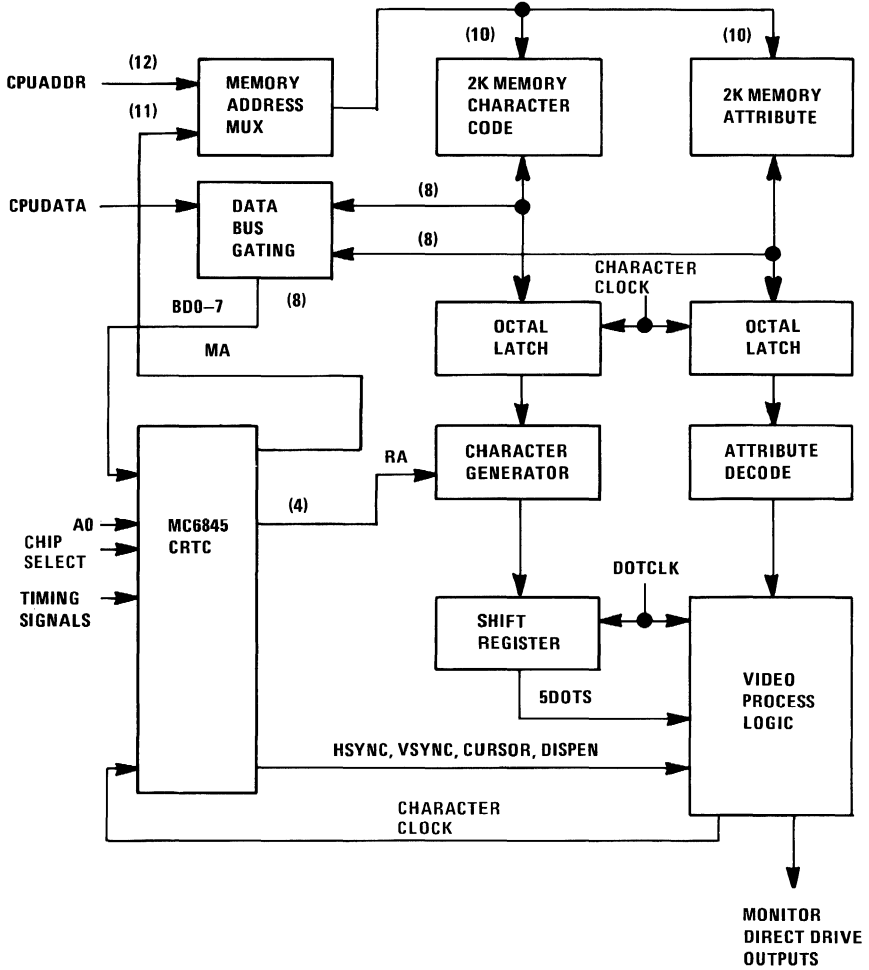 (10)
(10)
(12)
CPUADDR
(11)
MEMORY
ADDRESS
MUX
2K MEMORY
CHARACTER
CODE
2K MEMORY
ATTRIBUTE
CPUDATA
DATA
BUS
GATING
(8)
(8)
BD0–7
(8)
CHARACTER
CLOCK
MA
OCTAL
LATCH
OCTAL
LATCH
RA
CHARACTER
GENERATOR
ATTRIBUTE
DECODE
(4)
A0
CHIP
SELECT
MC6845
CRTC
TIMING
SIGNALS
DOTCLK
SHIFT
REGISTER
5DOTS
VIDEO
PROCESS
LOGIC
HSYNC, VSYNC, CURSOR, DISPEN
CHARACTER
CLOCK
MONITOR
DIRECT DRIVE
OUTPUTS